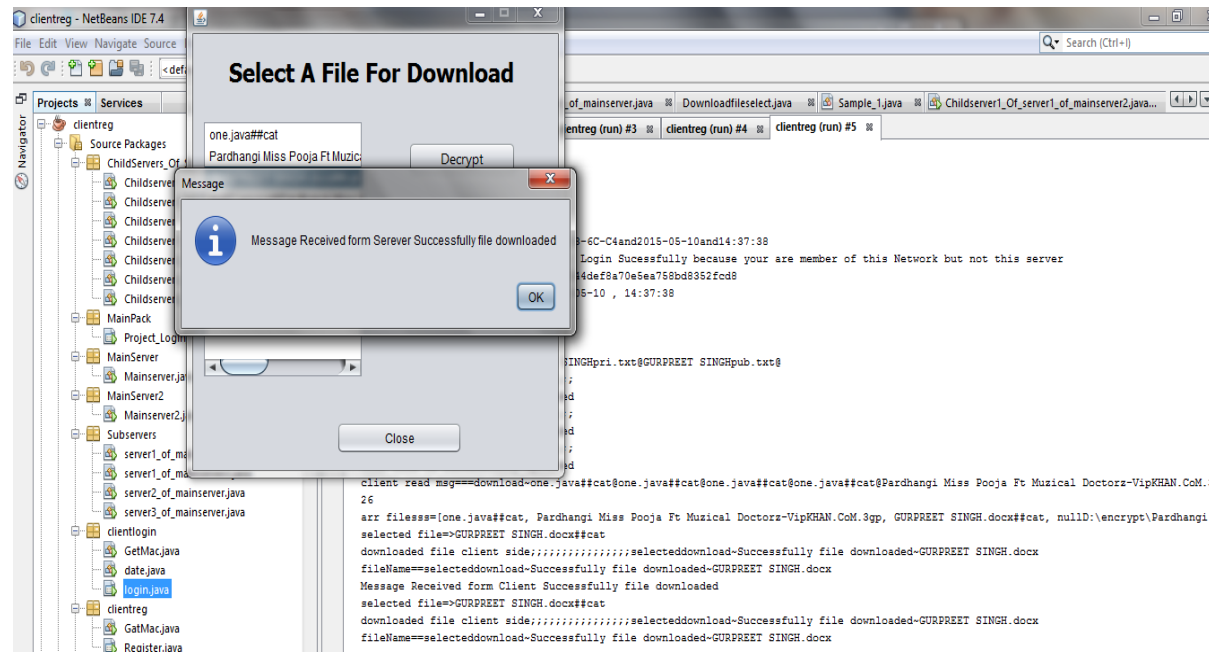 clientreg - NetBeans IDE 7.4
File Edit View Navigate Source
Search (Ctrl+I)
Projects Services
Navigator
clientreg
Source Packages
ChildServers_Of
Childserver
Childserver
Childserver
Childserver
Childserver
Childserver
Childserver
MainPack
Project_Login
MainServer
Mainserver.ja
MainServer2
Mainserver2.j
Subservers
server1_of_ma
server1_of_ma
server2_of_mainserver.java
server3_of_mainserver.java
clientlogin
GetMac.java
date.java
login.java
clientreg
GatMac.java
Register.java
Select A File For Download
one.java##cat
Pardhangi Miss Pooja Ft Muzic
Decrypt
Close
Message
Message Received form Serever Successfully file downloaded
OK
_of_mainserver.java Downloadfileselect.java Sample_1.java Childserver1_Of_server1_of_mainserver2.java...
entreg (run) #3 clientreg (run) #4 clientreg (run) #5
-6C-C4and2015-05-10and14:37:38
Login Sucessfully because your are member of this Network but not this server
4def8a70e5ea758bd8352fcd8
05-10 , 14:37:38
SINGHpri.txt@GURPREET SINGHpub.txt@
;
ed
;
ed
;
ed
client read msg===download~one.java##cat@one.java##cat@one.java##cat@one.java##cat@Pardhangi Miss Pooja Ft Muzical Doctorz-VipKHAN.CoM.
26
arr filesss=[one.java##cat, Pardhangi Miss Pooja Ft Muzical Doctorz-VipKHAN.CoM.3gp, GURPREET SINGH.docx##cat, nullD:\encrypt\Pardhangi
selected file=>GURPREET SINGH.docx##cat
downloaded file client side;;;;;;;;;;;;;;;;selecteddownload~Successfully file downloaded~GURPREET SINGH.docx
fileName==selecteddownload~Successfully file downloaded~GURPREET SINGH.docx
Message Received form Client Successfully file downloaded
selected file=>GURPREET SINGH.docx##cat
downloaded file client side;;;;;;;;;;;;;;;;selecteddownload~Successfully file downloaded~GURPREET SINGH.docx
fileName==selecteddownload~Successfully file downloaded~GURPREET SINGH.docx